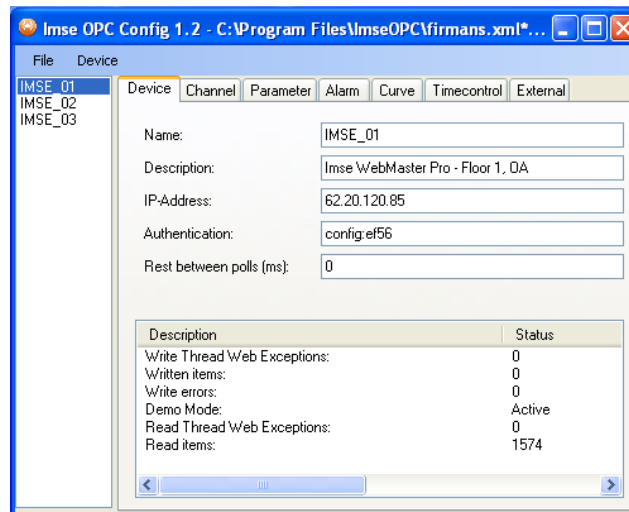 Imse OPC Config 1.2 - C:\Program Files\ImseOPC\firmans.xml*...
File Device
IMSE_01
IMSE_02
IMSE_03
Device Channel Parameter Alarm Curve Timecontrol External
Name: IMSE_01
Description: Imse WebMaster Pro - Floor 1, OA
IP-Address: 62.20.120.85
Authentication: config:ef56
Rest between polls (ms): 0
Description Status
Write Thread Web Exceptions: 0
Written items: 0
Write errors: 0
Demo Mode: Active
Read Thread Web Exceptions: 0
Read items: 1574